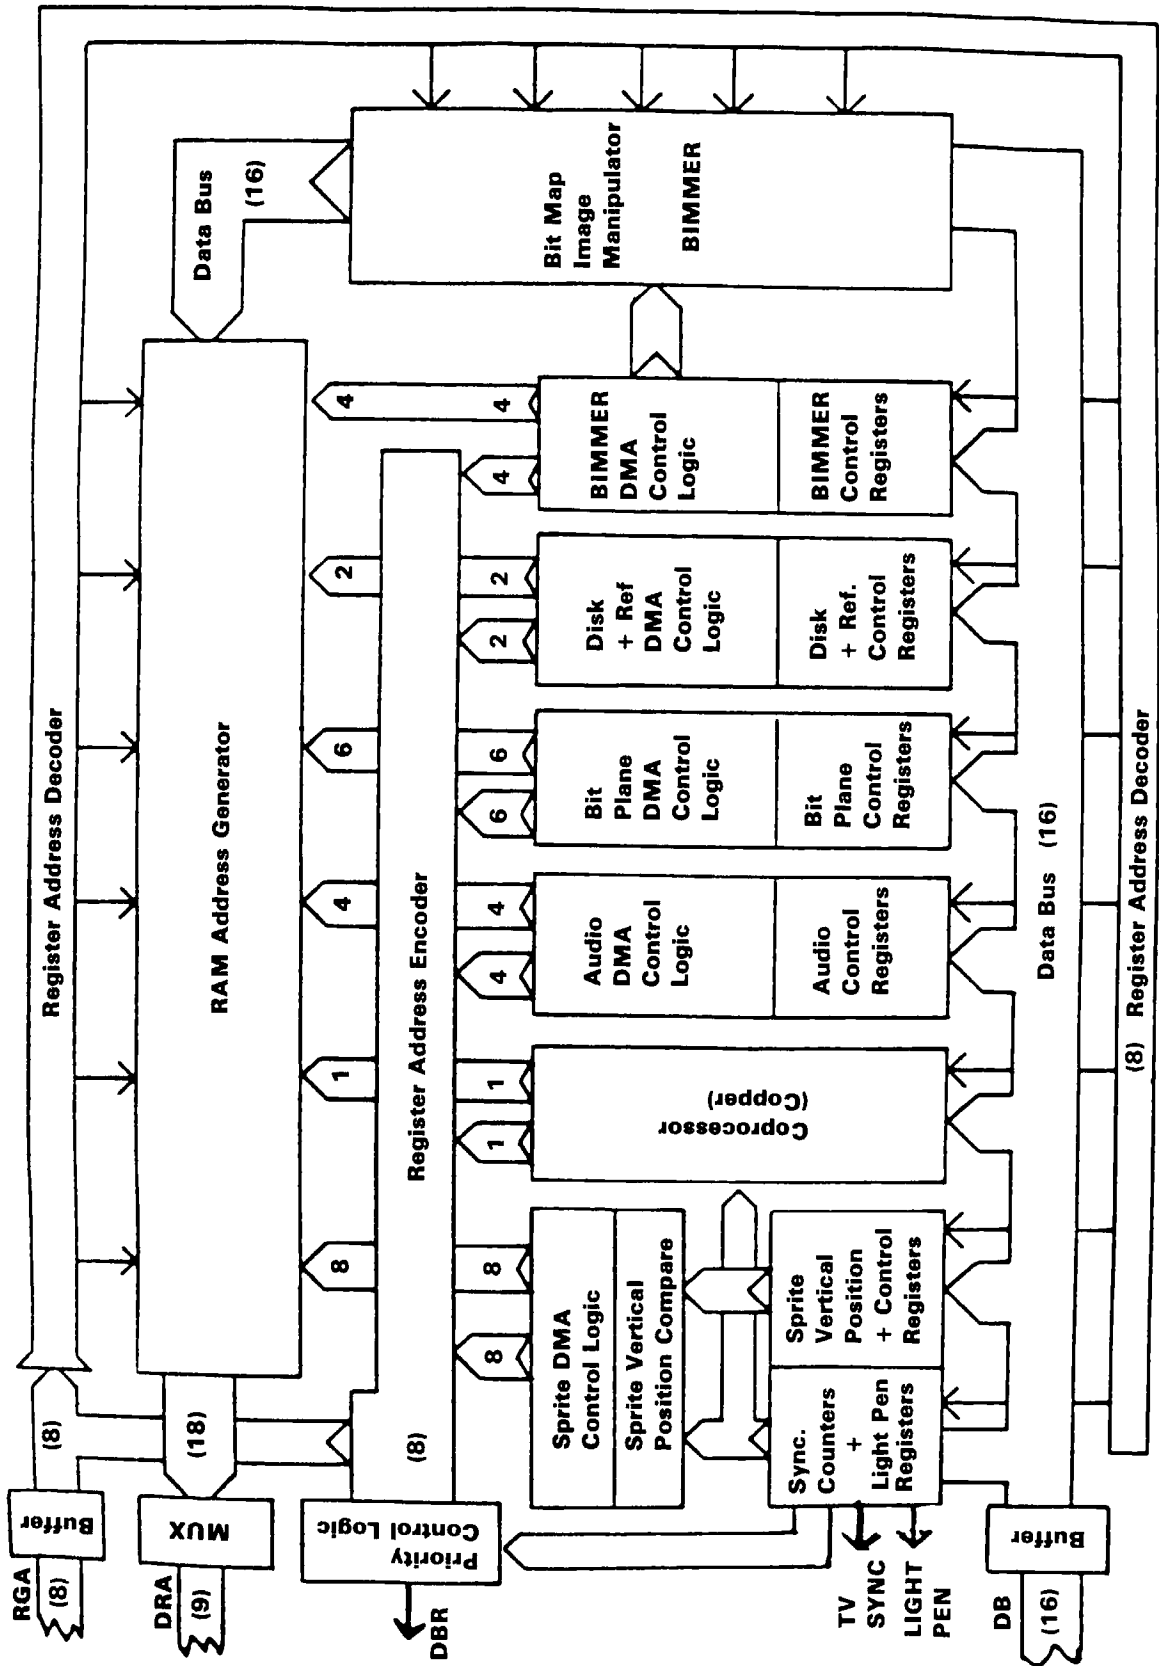 RGA
(8)
Buffer
(8)
Register Address Decoder
DRA
(9)
MUX
(18)
RAM Address Generator
Data Bus
(16)
DBR
Priority
Control Logic
(8)
Register Address Encoder
8
1
4
6
2
4
8
8
1
1
4
4
6
6
2
2
4
4
Sprite DMA
Control Logic
Sprite Vertical
Position Compare
Coprocessor
(Copper)
Audio
DMA
Control
Logic
Audio
Control
Registers
Bit
Plane
DMA
Control
Logic
Bit
Plane
Control
Registers
Disk
+ Ref
DMA
Control
Logic
Disk
+ Ref.
Control
Registers
BIMMER
DMA
Control
Logic
BIMMER
Control
Registers
Bit Map
Image
Manipulator
BIMMER
Sync.
Counters
+
Light Pen
Registers
Sprite
Vertical
Position
+ Control
Registers
TV
SYNC
LIGHT
PEN
DB
(16)
Buffer
Data Bus (16)
(8) Register Address Decoder